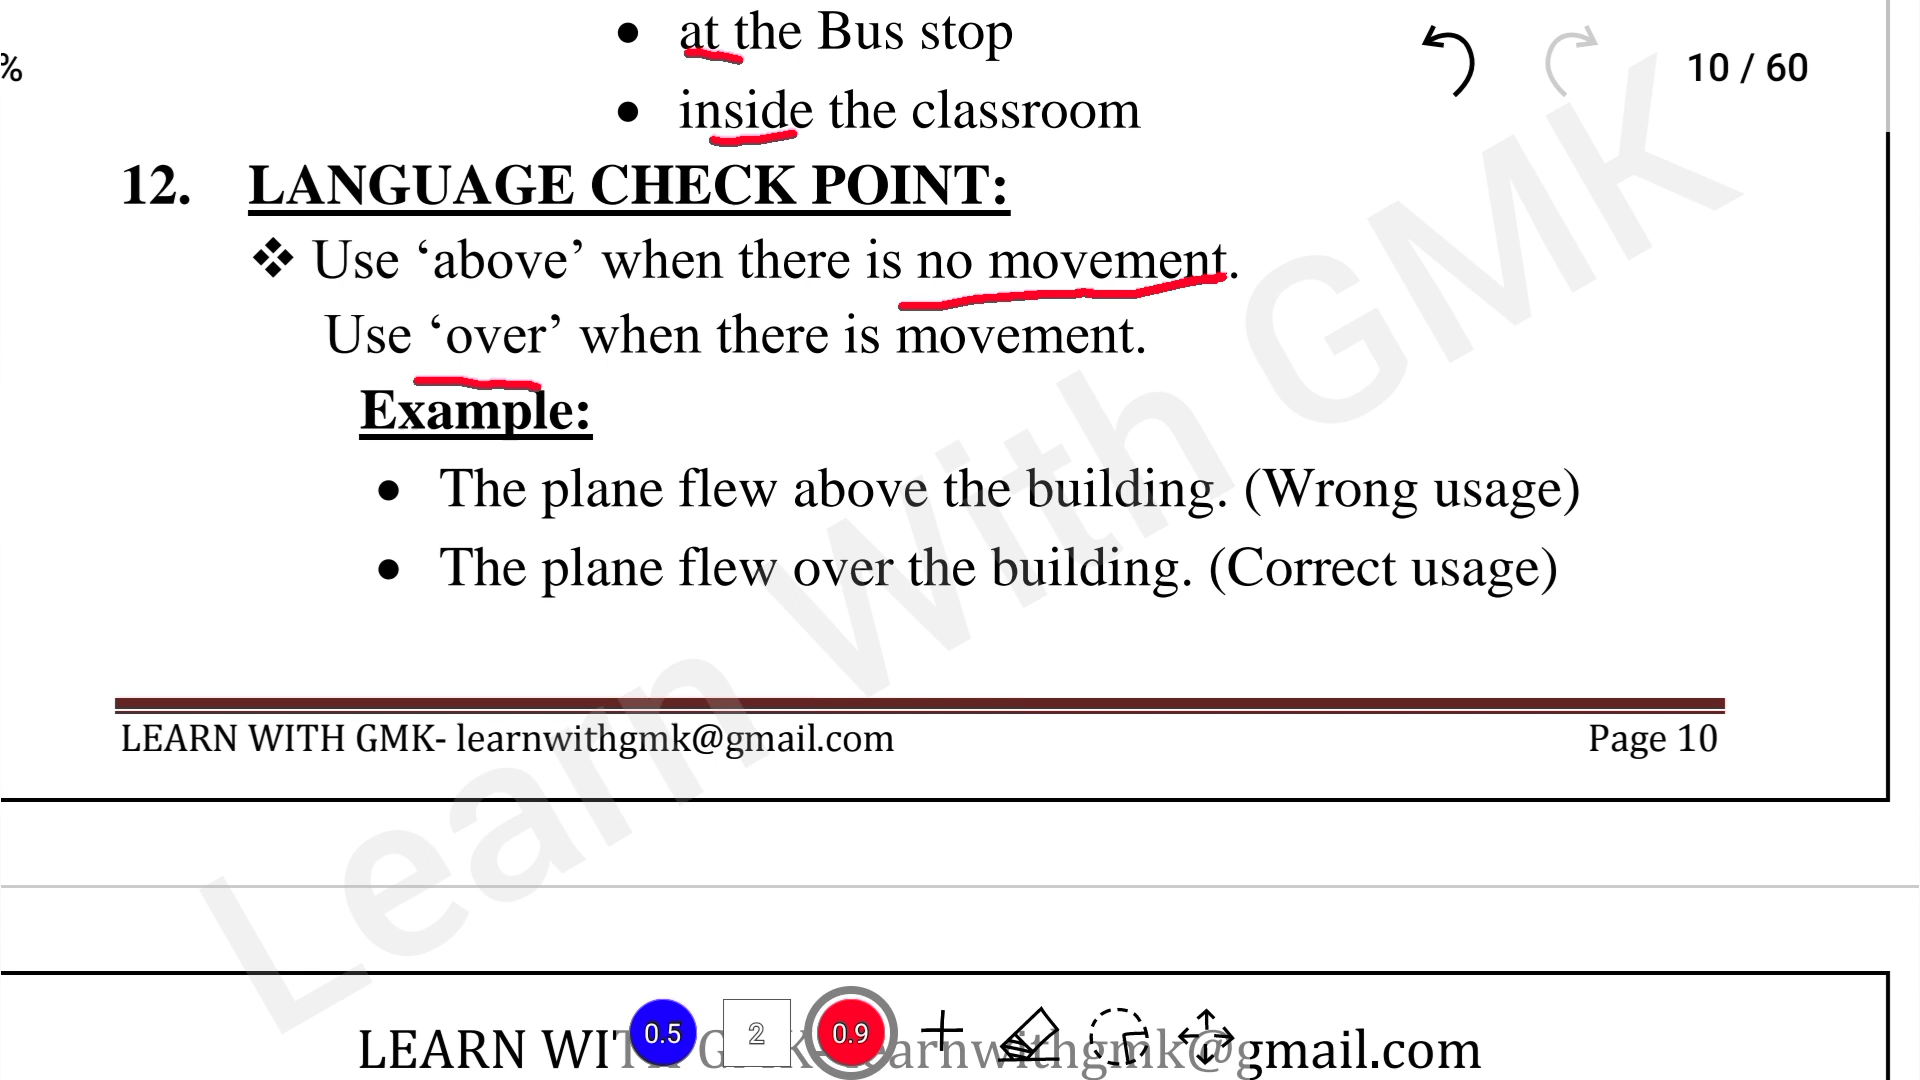 • at the Bus stop
%
10 / 60
• inside the classroom
12. LANGUAGE CHECK POINT:
❖ Use ‘above’ when there is no movement.
Use ‘over’ when there is movement.
Example:
• The plane flew above the building. (Wrong usage)
• The plane flew over the building. (Correct usage)
Learn With GMK
LEARN WITH GMK- learnwithgmk@gmail.com Page 10
LEARN WITH GMK- learnwithgmk@gmail.com
0.5 2 0.9